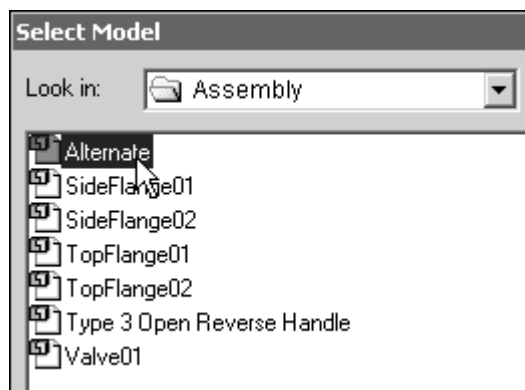 Select Model
Look in: Assembly
Alternate
SideFlange01
SideFlange02
TopFlange01
TopFlange02
Type 3 Open Reverse Handle
Valve01